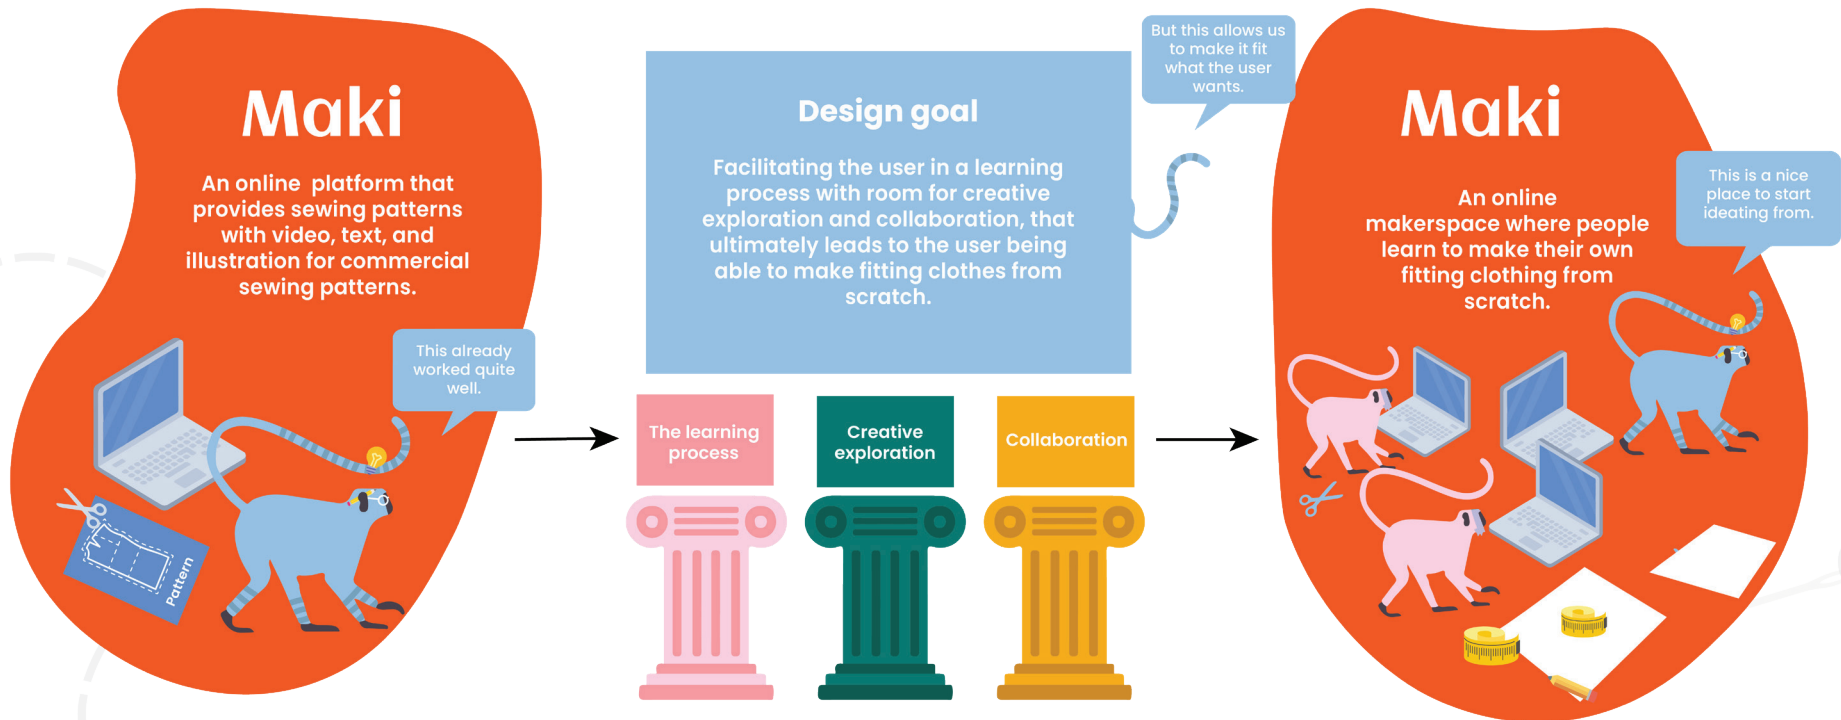 Maki
An online platform that
provides sewing patterns
with video, text, and
illustration for commercial
sewing patterns.
This already
worked quite
well.
Pattern
Design goal
Facilitating the user in a learning
process with room for creative
exploration and collaboration, that
ultimately leads to the user being
able to make fitting clothes from
scratch.
But this allows us
to make it fit
what the user
wants.
The learning
process
Creative
exploration
Collaboration
Maki
An online
makerspace where people
learn to make their own
fitting clothing from
scratch.
This is a nice
place to start
ideating from.